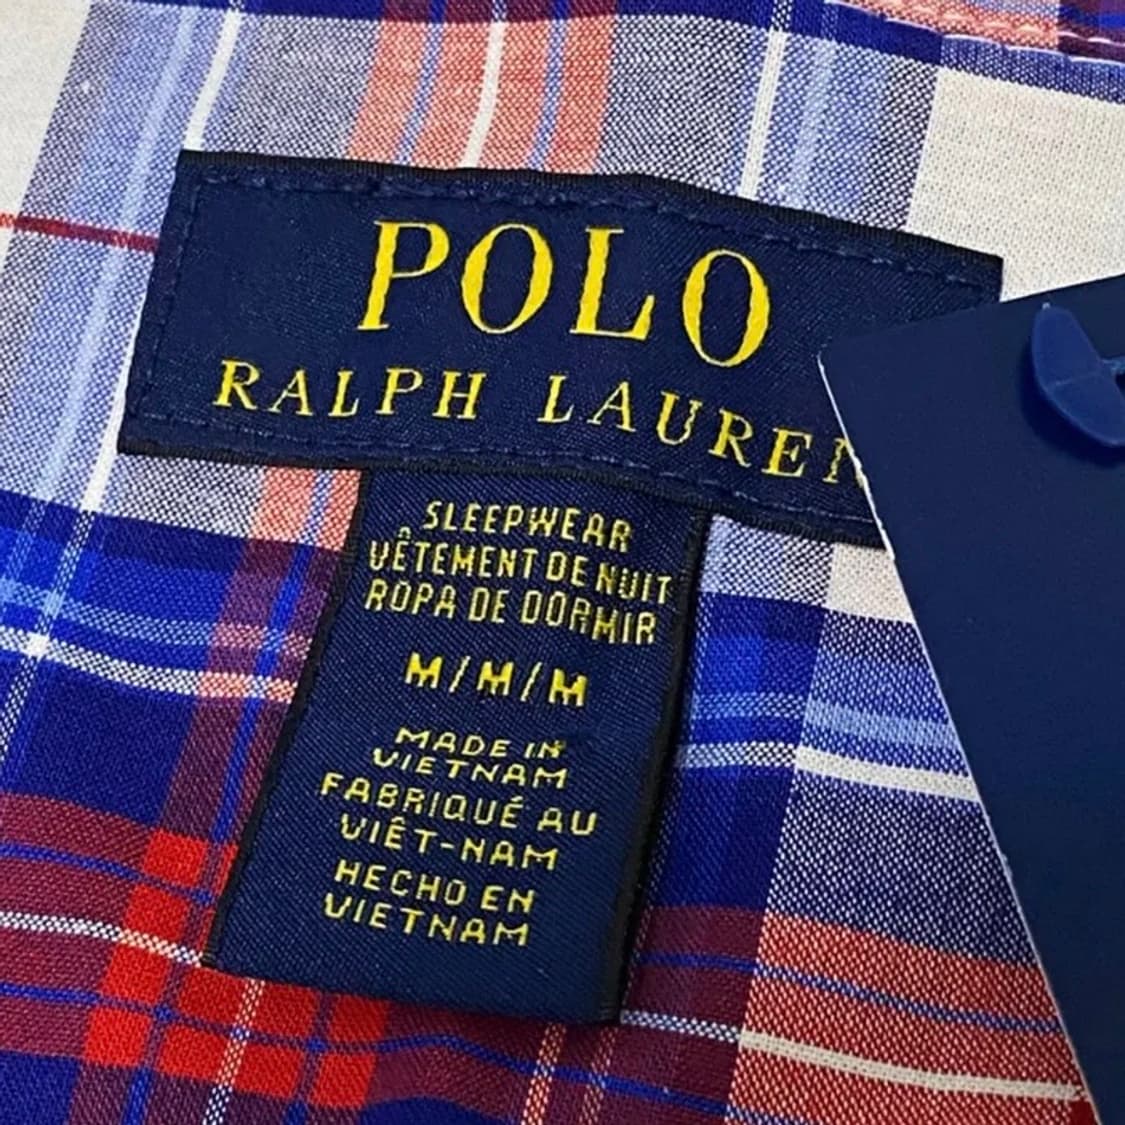 POLO
RALPH LAUREN
SLEEPWEAR
VÊTEMENT DE NUIT
ROPA DE DORMIR
M/M/M
MADE IN
VIETNAM
FABRIQUÉ AU
VIÊT-NAM
HECHO EN
VIETNAM